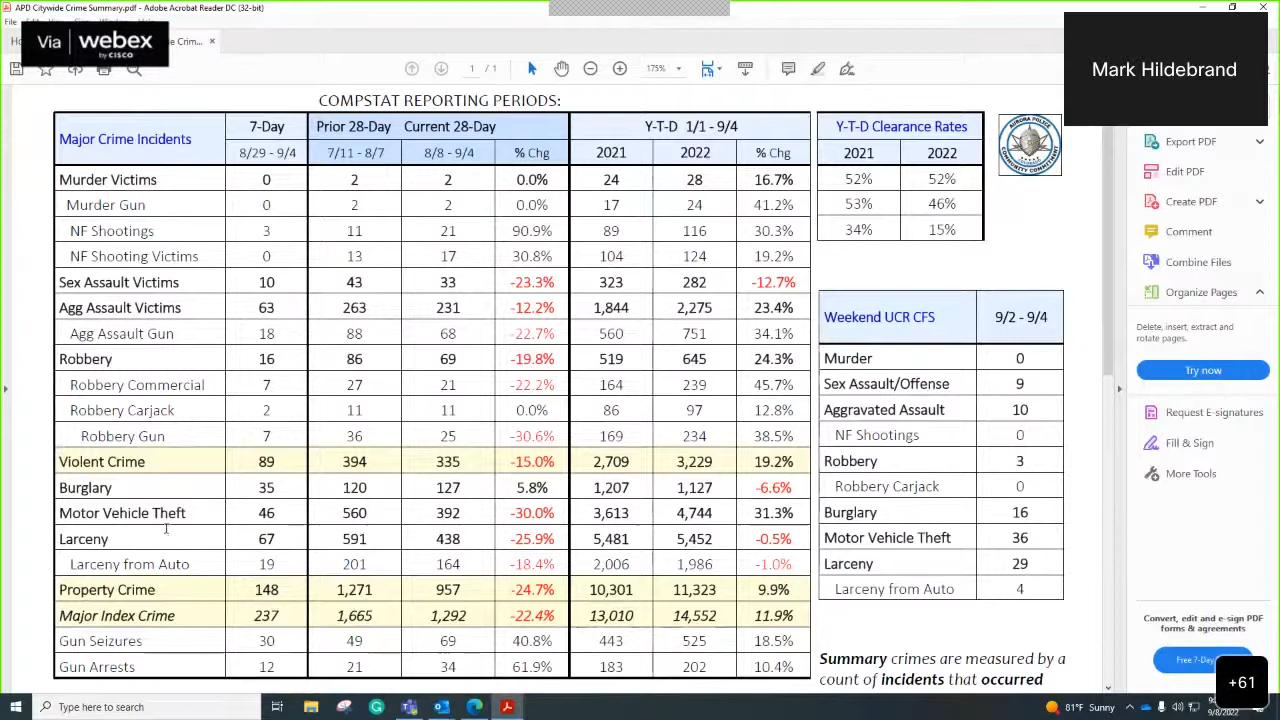 APD Citywide Crime Summary.pdf - Adobe Acrobat Reader DC (32-bit)
Via webex
by CISCO
e Crim...
1 / 1
175%
Mark Hildebrand
COMPSTAT REPORTING PERIODS:
Major Crime Incidents 7-Day Prior 28-Day Current 28-Day Y-T-D 1/1 - 9/4
8/29 - 9/4 7/11 - 8/7 8/8 - 9/4 % Chg 2021 2022 % Chg
Murder Victims 0 2 2 0.0% 24 28 16.7%
Murder Gun 0 2 2 0.0% 17 24 41.2%
NF Shootings 3 11 21 90.9% 89 116 30.3%
NF Shooting Victims 0 13 17 30.8% 104 124 19.2%
Sex Assault Victims 10 43 33 -23.3% 323 282 -12.7%
Agg Assault Victims 63 263 231 -12.2% 1,844 2,275 23.4%
Agg Assault Gun 18 88 68 -22.7% 560 751 34.1%
Robbery 16 86 69 -19.8% 519 645 24.3%
Robbery Commercial 7 27 21 -22.2% 164 239 45.7%
Robbery Carjack 2 11 11 0.0% 86 97 12.8%
Robbery Gun 7 36 25 -30.6% 169 234 38.5%
Violent Crime 89 394 335 -15.0% 2,709 3,229 19.2%
Burglary 35 120 127 5.8% 1,207 1,127 -6.6%
Motor Vehicle Theft 46 560 392 -30.0% 3,613 4,744 31.3%
Larceny 67 591 438 -25.9% 5,481 5,452 -0.5%
Larceny from Auto 19 201 164 -18.4% 2,006 1,986 -1.0%
Property Crime 148 1,271 957 -24.7% 10,301 11,323 9.9%
Major Index Crime 237 1,665 1,292 -22.4% 13,010 14,552 11.9%
Gun Seizures 30 49 69 40.8% 443 525 18.5%
Gun Arrests 12 21 34 61.9% 183 202 10.4%
Y-T-D Clearance Rates
2021 2022
52% 52%
53% 46%
34% 15%
Weekend UCR CFS 9/2 - 9/4
Murder 0
Sex Assault/Offense 9
Aggravated Assault 10
NF Shootings 0
Robbery 3
Robbery Carjack 0
Burglary 16
Motor Vehicle Theft 36
Larceny 29
Larceny from Auto 4
Summary crimes are measured by a
count of incidents that occurred
Export PDF
Edit PDF
Create PDF
Comment
Combine Files
Organize Pages
Delete, insert, extract and
rotate pages.
Try now
Request E-signatures
Fill & Sign
More Tools
Convert, edit and e-sign PDF
forms & agreements
Free 7-Day
+61
Type here to search
81°F Sunny
9/8/2022